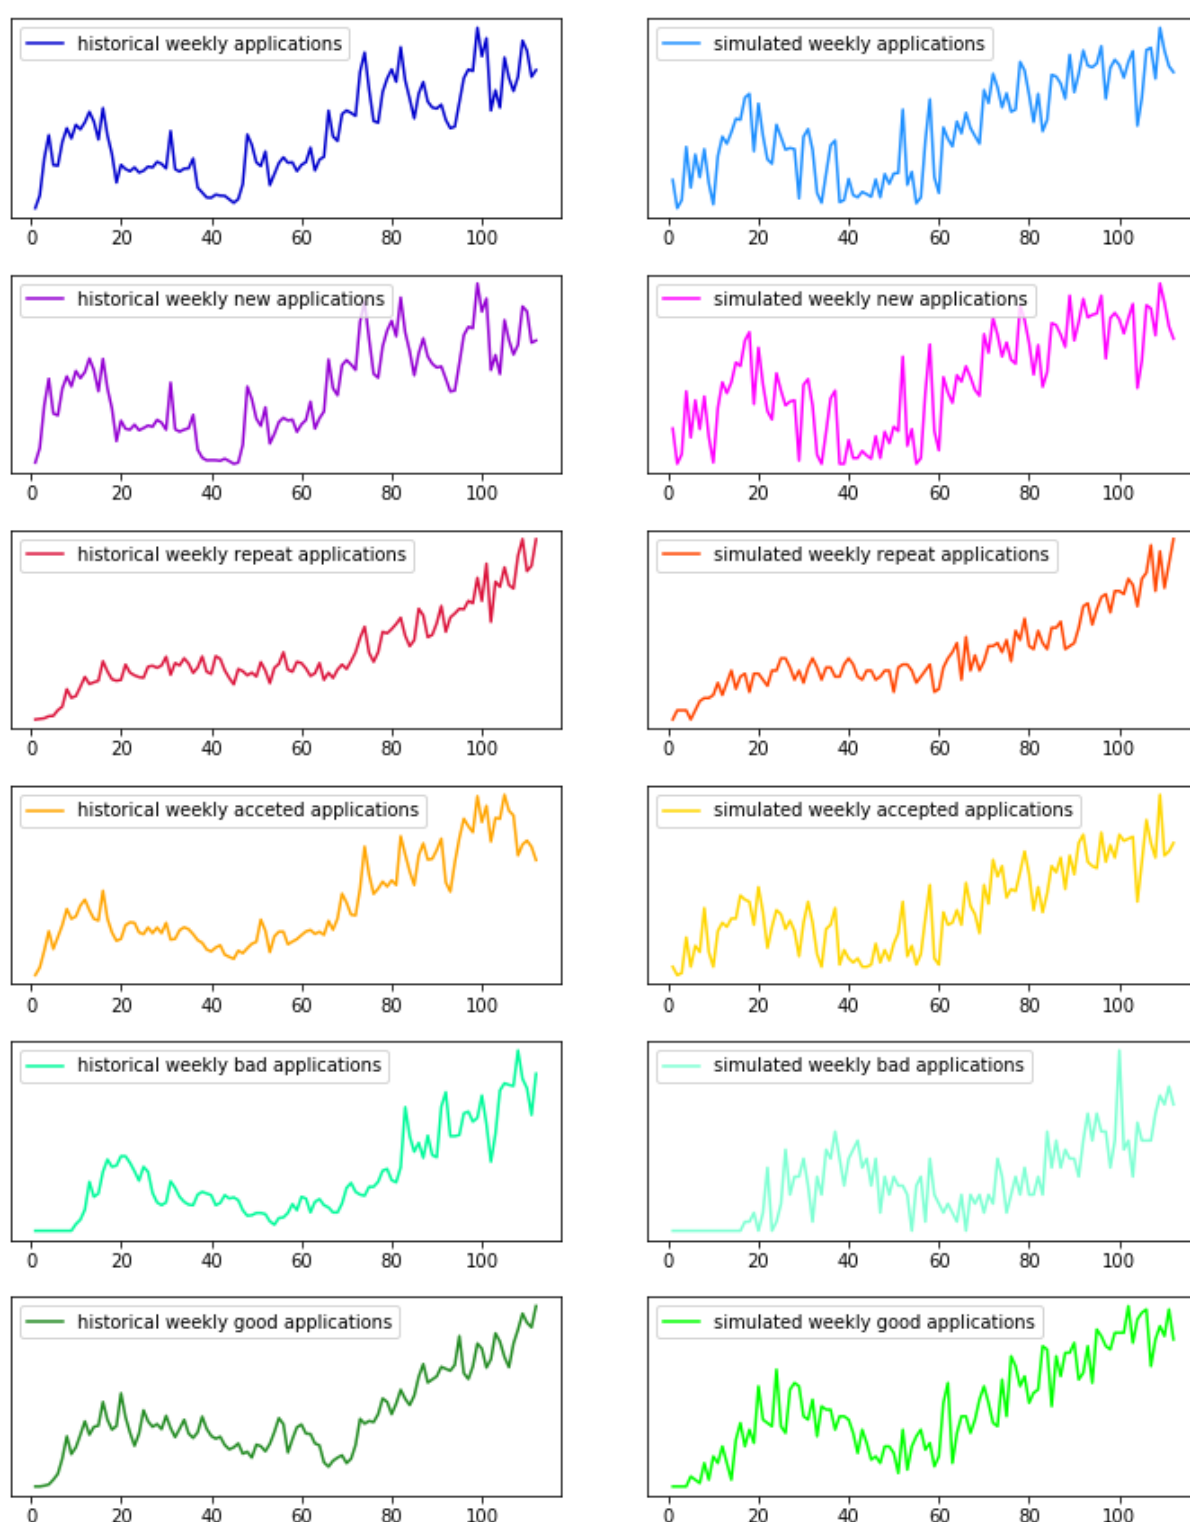 historical weekly applications
simulated weekly applications
0 20 40 60 80 100
0 20 40 60 80 100
historical weekly new applications
simulated weekly new applications
0 20 40 60 80 100
0 20 40 60 80 100
historical weekly repeat applications
simulated weekly repeat applications
0 20 40 60 80 100
0 20 40 60 80 100
historical weekly acceted applications
simulated weekly accepted applications
0 20 40 60 80 100
0 20 40 60 80 100
historical weekly bad applications
simulated weekly bad applications
0 20 40 60 80 100
0 20 40 60 80 100
historical weekly good applications
simulated weekly good applications
0 20 40 60 80 100
0 20 40 60 80 100